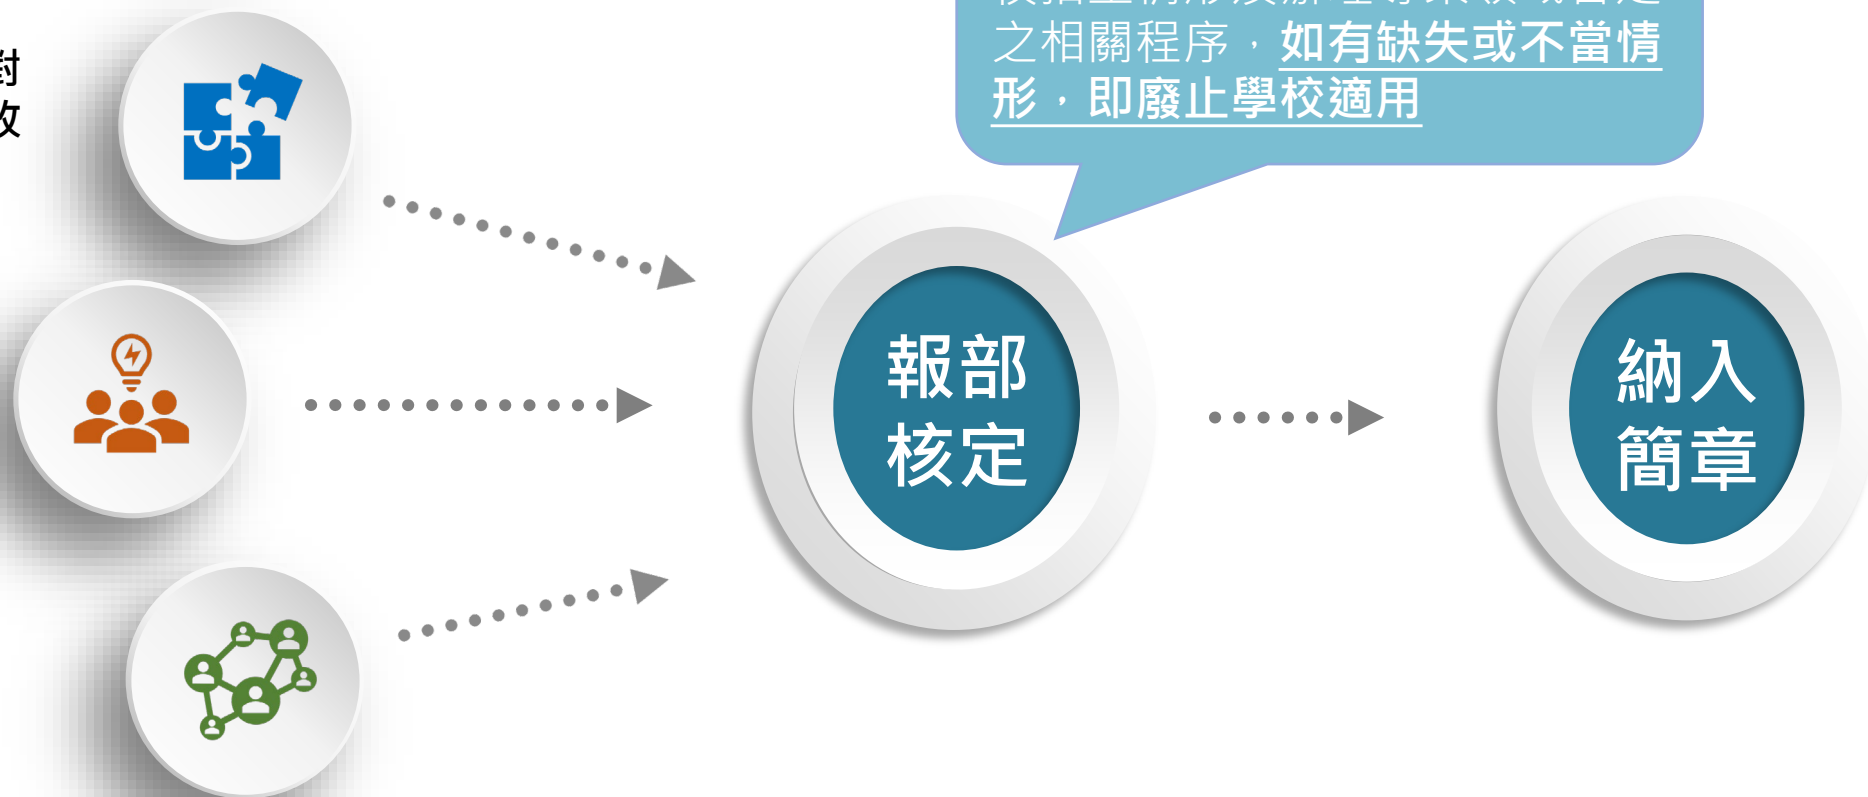 對
之相關程序，如有缺失或不當情
形，即廢止學校適用
報部
核定
納入
簡章